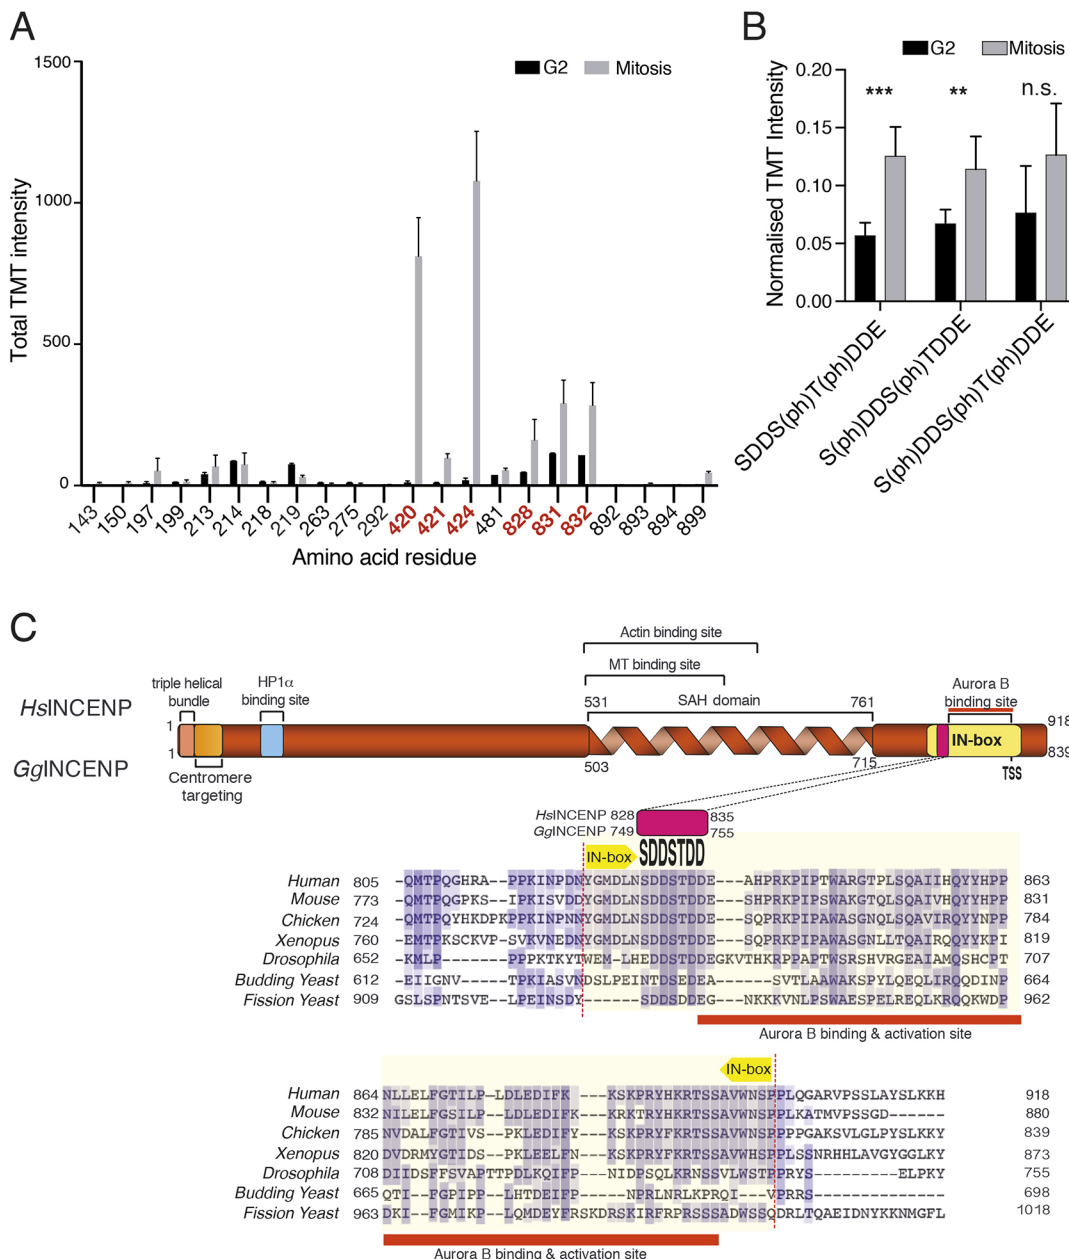 A
1500
1000
500
0
Total TMT intensity
G2
Mitosis
143 150 197 199 213 214 218 219 263 275 292 420 421 424 481 828 831 832 892 893 894 899
Amino acid residue
B
G2
Mitosis
0.20
0.15
0.10
0.05
0.00
Normalised TMT Intensity
*** ** n.s.
SDDS(ph)T(ph)DDE
S(ph)DDS(ph)TDDE
S(ph)DDS(ph)T(ph)DDE
C
Actin binding site
MT binding site
triple helical
bundle
HP1α
binding site
531 SAH domain 761
Aurora B
binding site
HsINCENP
1
918
IN-box
GgINCENP
1
839
503
715
TSS
Centromere
targeting
HsINCENP 828 835
GgINCENP 749 755
IN-box SDDSTDD
Human 805 -QMTPQGHRA--PPKINPDNYGMDLNSDDSTDDE---AHPRKPIPTWARGTPLSQAIIHQYYHPP 863
Mouse 773 -QMTPQGPKS--IPKISVDDYGMDLNSDDSTDDE---SHPRKPIPTWARGTQLSQAIVHQYYHPP 831
Chicken 724 -QMTPQYHKDPKPPKINPNNYGMDLNSDDSTDDE---SQPRKPIPAWASGNQLSQAVIRQYYNPP 784
Xenopus 760 -EMTPKSCKVP-SVKVNEDNYGMDLNSDDSTDDE---SQPRKPIPAWASGNLLTQAIRQQYYKPI 819
Drosophila 652 -KMLP-----PPPKTKYTWEM-LHEDDSTDDEGKVTHKRPPAPTWSRSHVRGEAIAMQSHCPT 707
Budding Yeast 612 -EIIGNV----TPKIASVNDSLPEINTDSEDEA----SVTLAAWAKSPYLQEQLIRQQDINP 664
Fission Yeast 909 GSLSPNTSVE--LPEINSDY------SDDSDDEG---NKKKVNLPSWAESPELREQLKRQQKWDP 962
Aurora B binding & activation site
IN-box
Human 864 NLLELFGTILP-LDLEDIFK---KSKPRYHKRTSSAVWNSPPLQGARVPSSLAYSLKKH 918
Mouse 832 NILELFGSILP-LDLEDIFK---KRKTRYHKRTSSAVWNSPPLKATMVPSSGD------ 880
Chicken 785 NVDALFGTIVS--PKLEDIFY---KSKPRYFKRTSSAVWNSPPPPGAKSVLGLPYSLKKY 839
Xenopus 820 DVDRMYGTIDS--PKLEELFN---KSKPRYFKRTSSAVWHSPPLSSNRHHLAVGYGGLKY 873
Drosophila 708 DIIDSFFSVAPTTPDLKQIFP---NIDPSQLKRNSSVLWSTPPRYS---------ELPKY 755
Budding Yeast 665 QTI--FGPIPP--LHTDEIFP-----NPRLNRLKPRQI---VPRRS------------- 698
Fission Yeast 963 DKI--FGMIKP--LQMDEYFRSKDRSKIRFRPRSSSADWSSQDRLTQAEIDNYKKNMGFL 1018
Aurora B binding & activation site